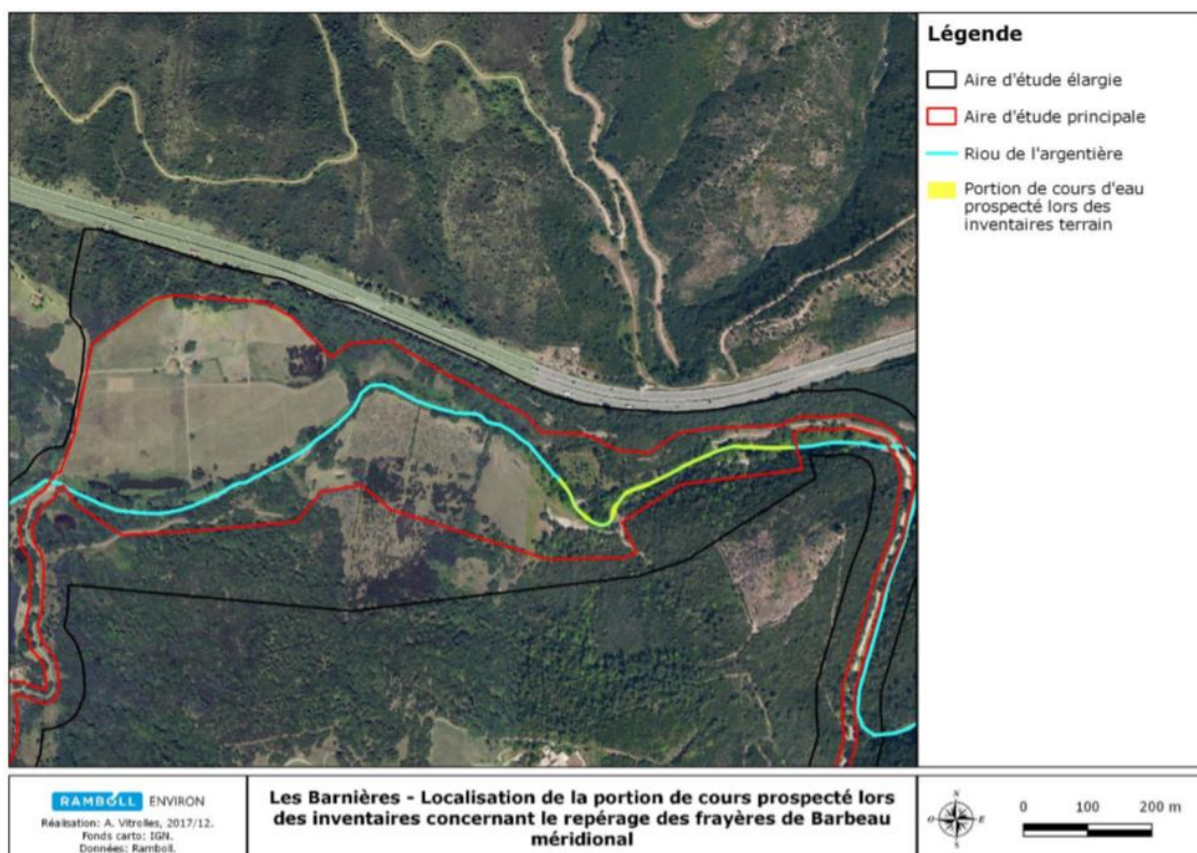 Légende
Aire d'étude élargie
Aire d'étude principale
Riou de l'argentière
Portion de cours d'eau
prospecté lors des
inventaires terrain
RAMBOLL ENVIRON
Réalisation: A. Vitrolles, 2017/12.
Fonds carto: IGN.
Données: Ramboll.
Les Barnières - Localisation de la portion de cours prospecté lors
des inventaires concernant le repérage des frayères de Barbeau
méridional
N
O E
S
0 100 200 m